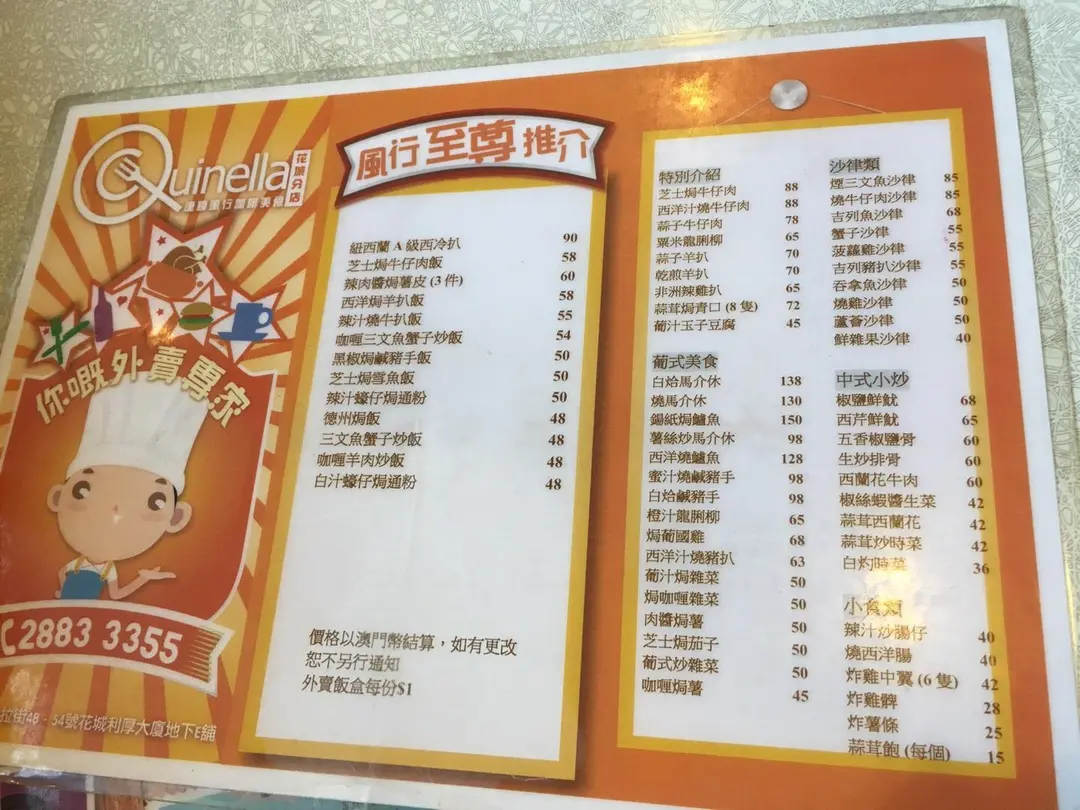 Quinella
花城分店
澳門風行咖啡美食
你嘅外賣專家
2883 3355
拉街48 - 54號花城利厚大廈地下E舖
風行至尊推介
紐西蘭 A 級西冷扒 90
芝士焗牛仔肉飯 58
辣肉醬焗薯皮 (3 件) 60
西洋焗羊扒飯 58
辣汁燒牛扒飯 55
咖喱三文魚蟹子炒飯 54
黑椒焗鹹豬手飯 50
芝士焗雪魚飯 50
辣汁蠔仔焗通粉 50
德州焗飯 48
三文魚蟹子炒飯 48
咖喱羊肉炒飯 48
白汁蠔仔焗通粉 48
價格以澳門幣結算，如有更改
恕不另行通知
外賣飯盒每份$1
特別介紹
芝士焗牛仔肉 88
西洋汁燒牛仔肉 88
蒜子牛仔肉 78
粟米龍脷柳 65
蒜子羊扒 70
乾煎羊扒 70
非洲辣雞扒 65
蒜茸焗青口 (8 隻) 72
葡汁玉子豆腐 45
葡式美食
白烚馬介休 138
燒馬介休 130
錫紙焗鱸魚 150
薯絲炒馬介休 98
西洋燒鱸魚 128
蜜汁燒鹹豬手 98
白烚鹹豬手 98
橙汁龍脷柳 65
焗葡國雞 68
西洋汁燒豬扒 63
葡汁焗雜菜 50
焗咖喱雜菜 50
肉醬焗薯 50
芝士焗茄子 50
葡式炒雜菜 50
咖喱焗薯 45
沙律類
煙三文魚沙律 85
燒牛仔肉沙律 85
吉列魚沙律 68
蟹子沙律 55
菠蘿雞沙律 55
吉列豬扒沙律 55
吞拿魚沙律 50
燒雞沙律 50
蘆薈沙律 50
鮮雜果沙律 40
中式小炒
椒鹽鮮魷 68
西芹鮮魷 65
五香椒鹽骨 60
生炒排骨 60
西蘭花牛肉 60
椒絲蝦醬生菜 42
蒜茸西蘭花 42
蒜茸炒時菜 42
白灼時菜 36
小食類
辣汁炒腸仔 40
燒西洋腸 40
炸雞中翼 (6 隻) 42
炸雞髀 28
炸薯條 25
蒜茸飽 (每個) 15